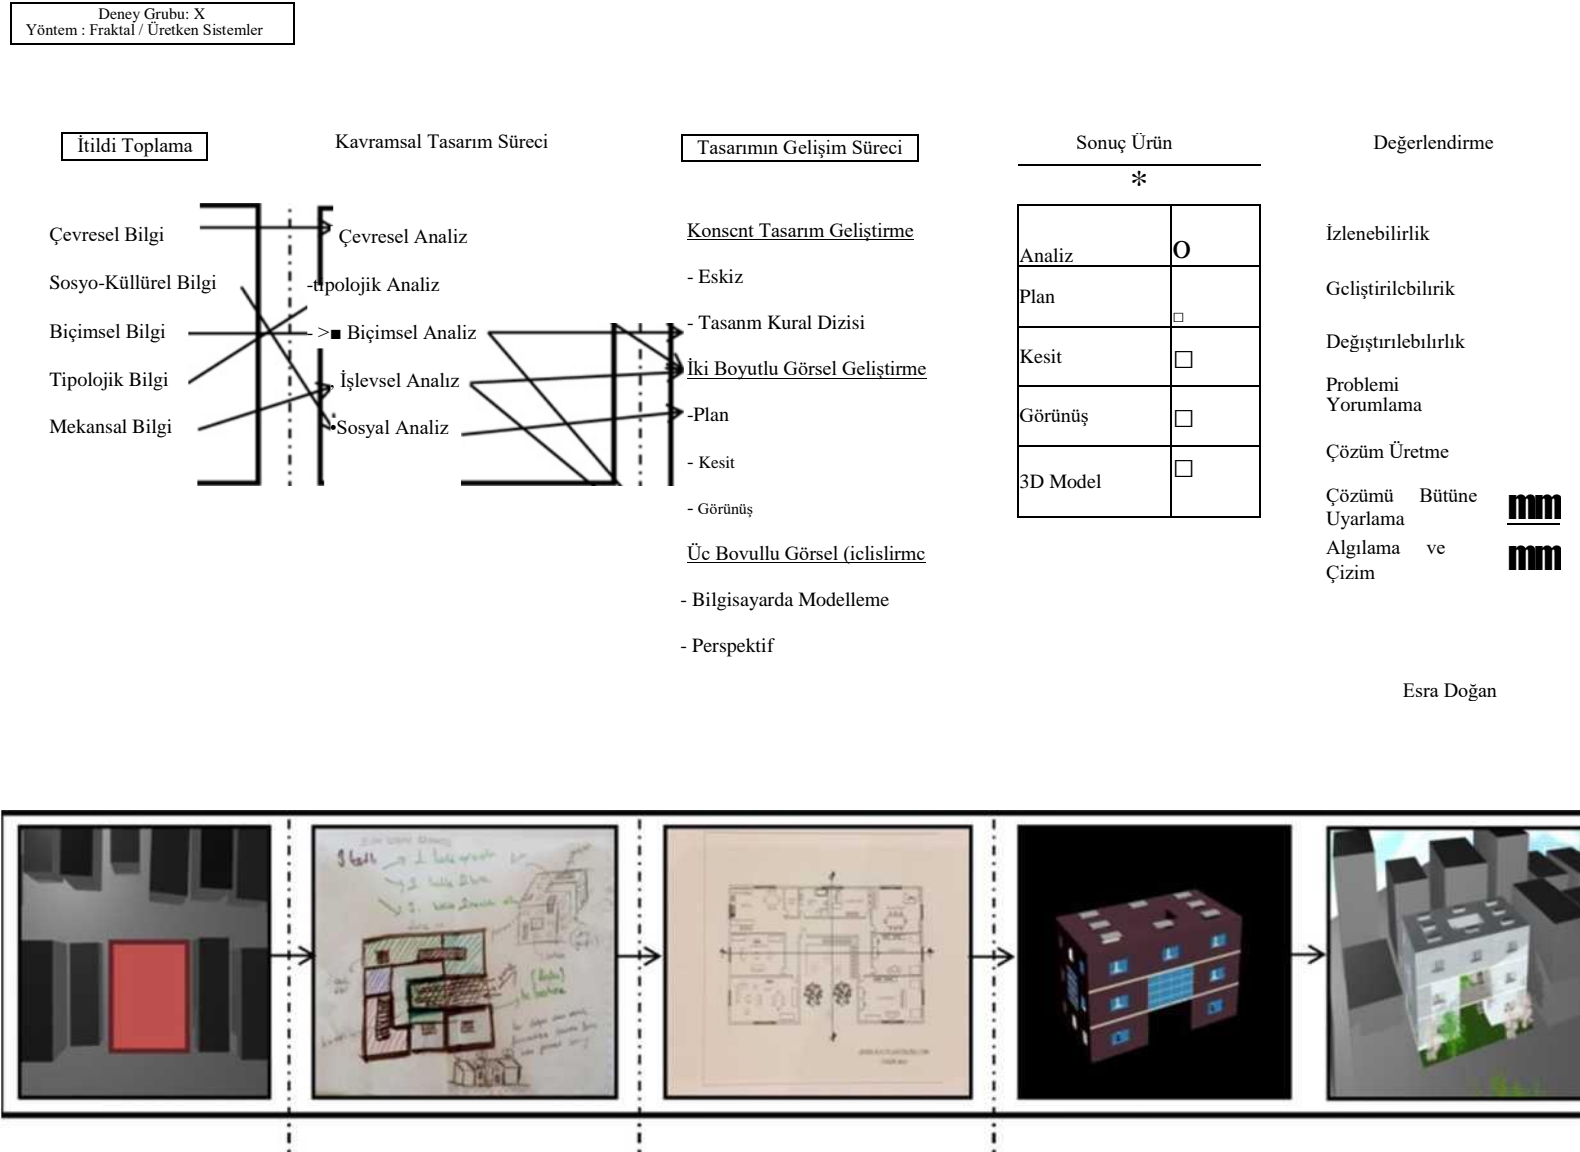 Deney Grubu: X
Yöntem : Fraktal / Üretken Sistemler
İtildi Toplama
Çevresel Bilgi
Sosyo-Küllürel Bilgi
Biçimsel Bilgi
Tipolojik Bilgi
Mekansal Bilgi
Kavramsal Tasarım Süreci
Çevresel Analiz
-tipolojik Analiz
- >■ Biçimsel Analiz
, İşlevsel Analız
•Sosyal Analiz
Tasarımın Gelişim Süreci
Konscnt Tasarım Geliştirme
- Eskiz
- Tasanm Kural Dizisi
İki Boyutlu Görsel Geliştirme
-Plan
- Kesit
- Görünüş
Üc Bovullu Görsel (iclislirmc
- Bilgisayarda Modelleme
- Perspektif
Sonuç Ürün
*
Analiz O
Plan □
Kesit □
Görünüş □
3D Model □
Değerlendirme
İzlenebilirlik
Gcliştirilcbilırik
Değıştırılebılırlık
Problemi
Yorumlama
Çözüm Üretme
Çözümü Bütüne
Uyarlama
mm
Algılama ve
Çizim
mm
Esra Doğan